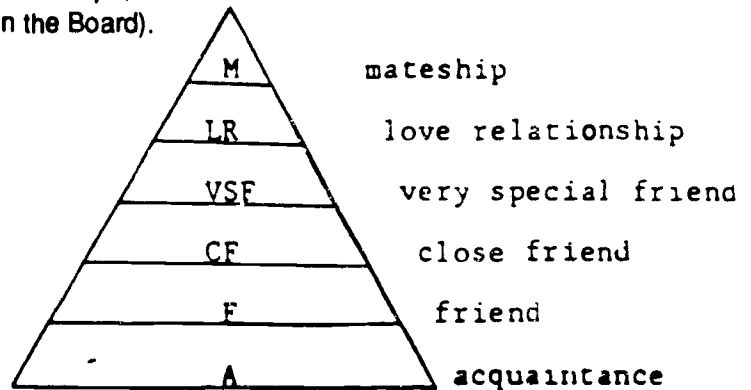 n the Board).
M mateship
LR love relationship
VSF very special friend
CF close friend
F friend
A acquaintance